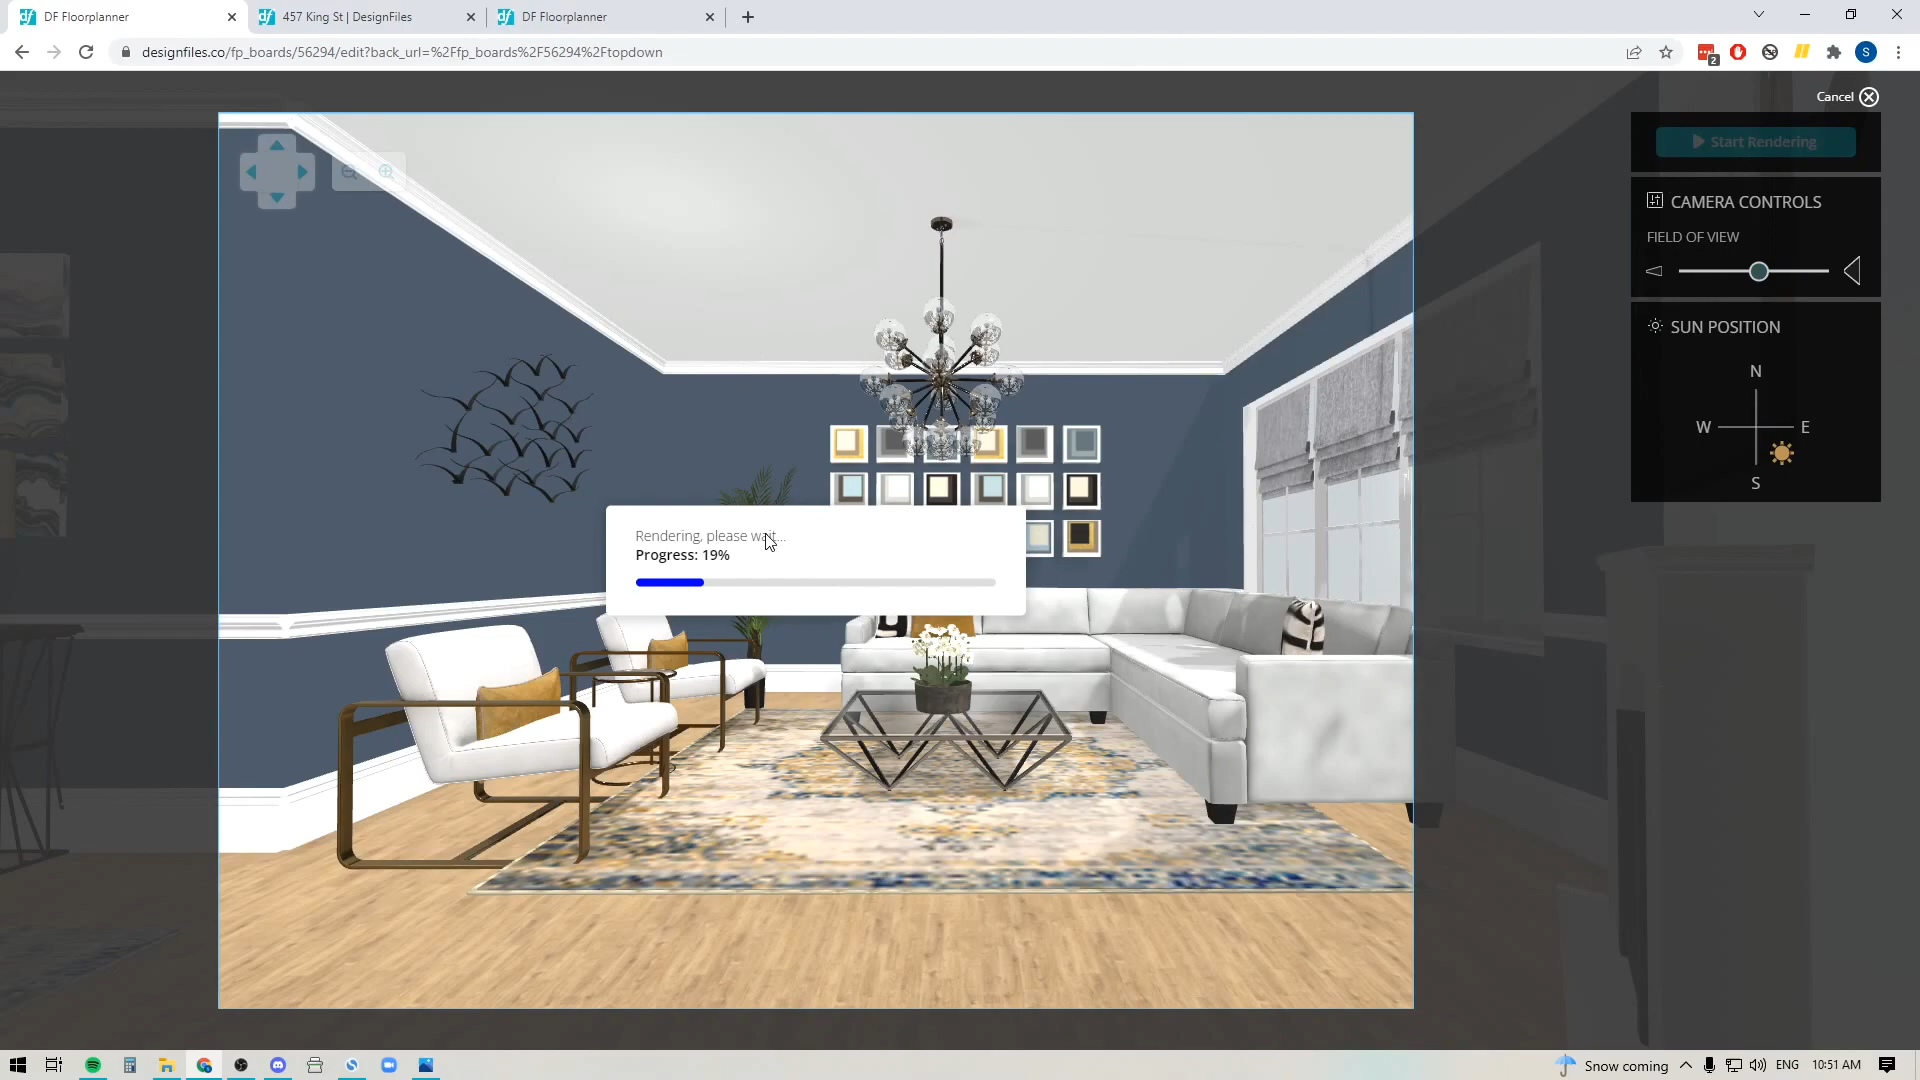 DF Floorplanner
457 King St | DesignFiles
DF Floorplanner
designfiles.co/fp_boards/56294/edit?back_url=%2Ffp_boards%2F56294%2Ftopdown
2
S
Cancel
Start Rendering
CAMERA CONTROLS
FIELD OF VIEW
SUN POSITION
N
W
E
S
Rendering, please wait...
Progress: 19%
Snow coming
ENG
10:51 AM